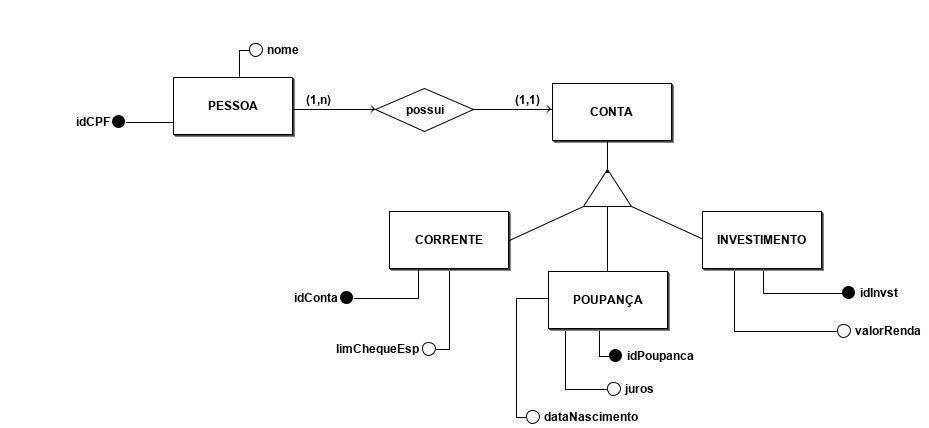 nome
PESSOA
(1,n)
possui
(1,1)
CONTA
idCPF
CORRENTE
INVESTIMENTO
idConta
POUPANÇA
idInvst
limChequeEsp
valorRenda
idPoupanca
juros
dataNascimento